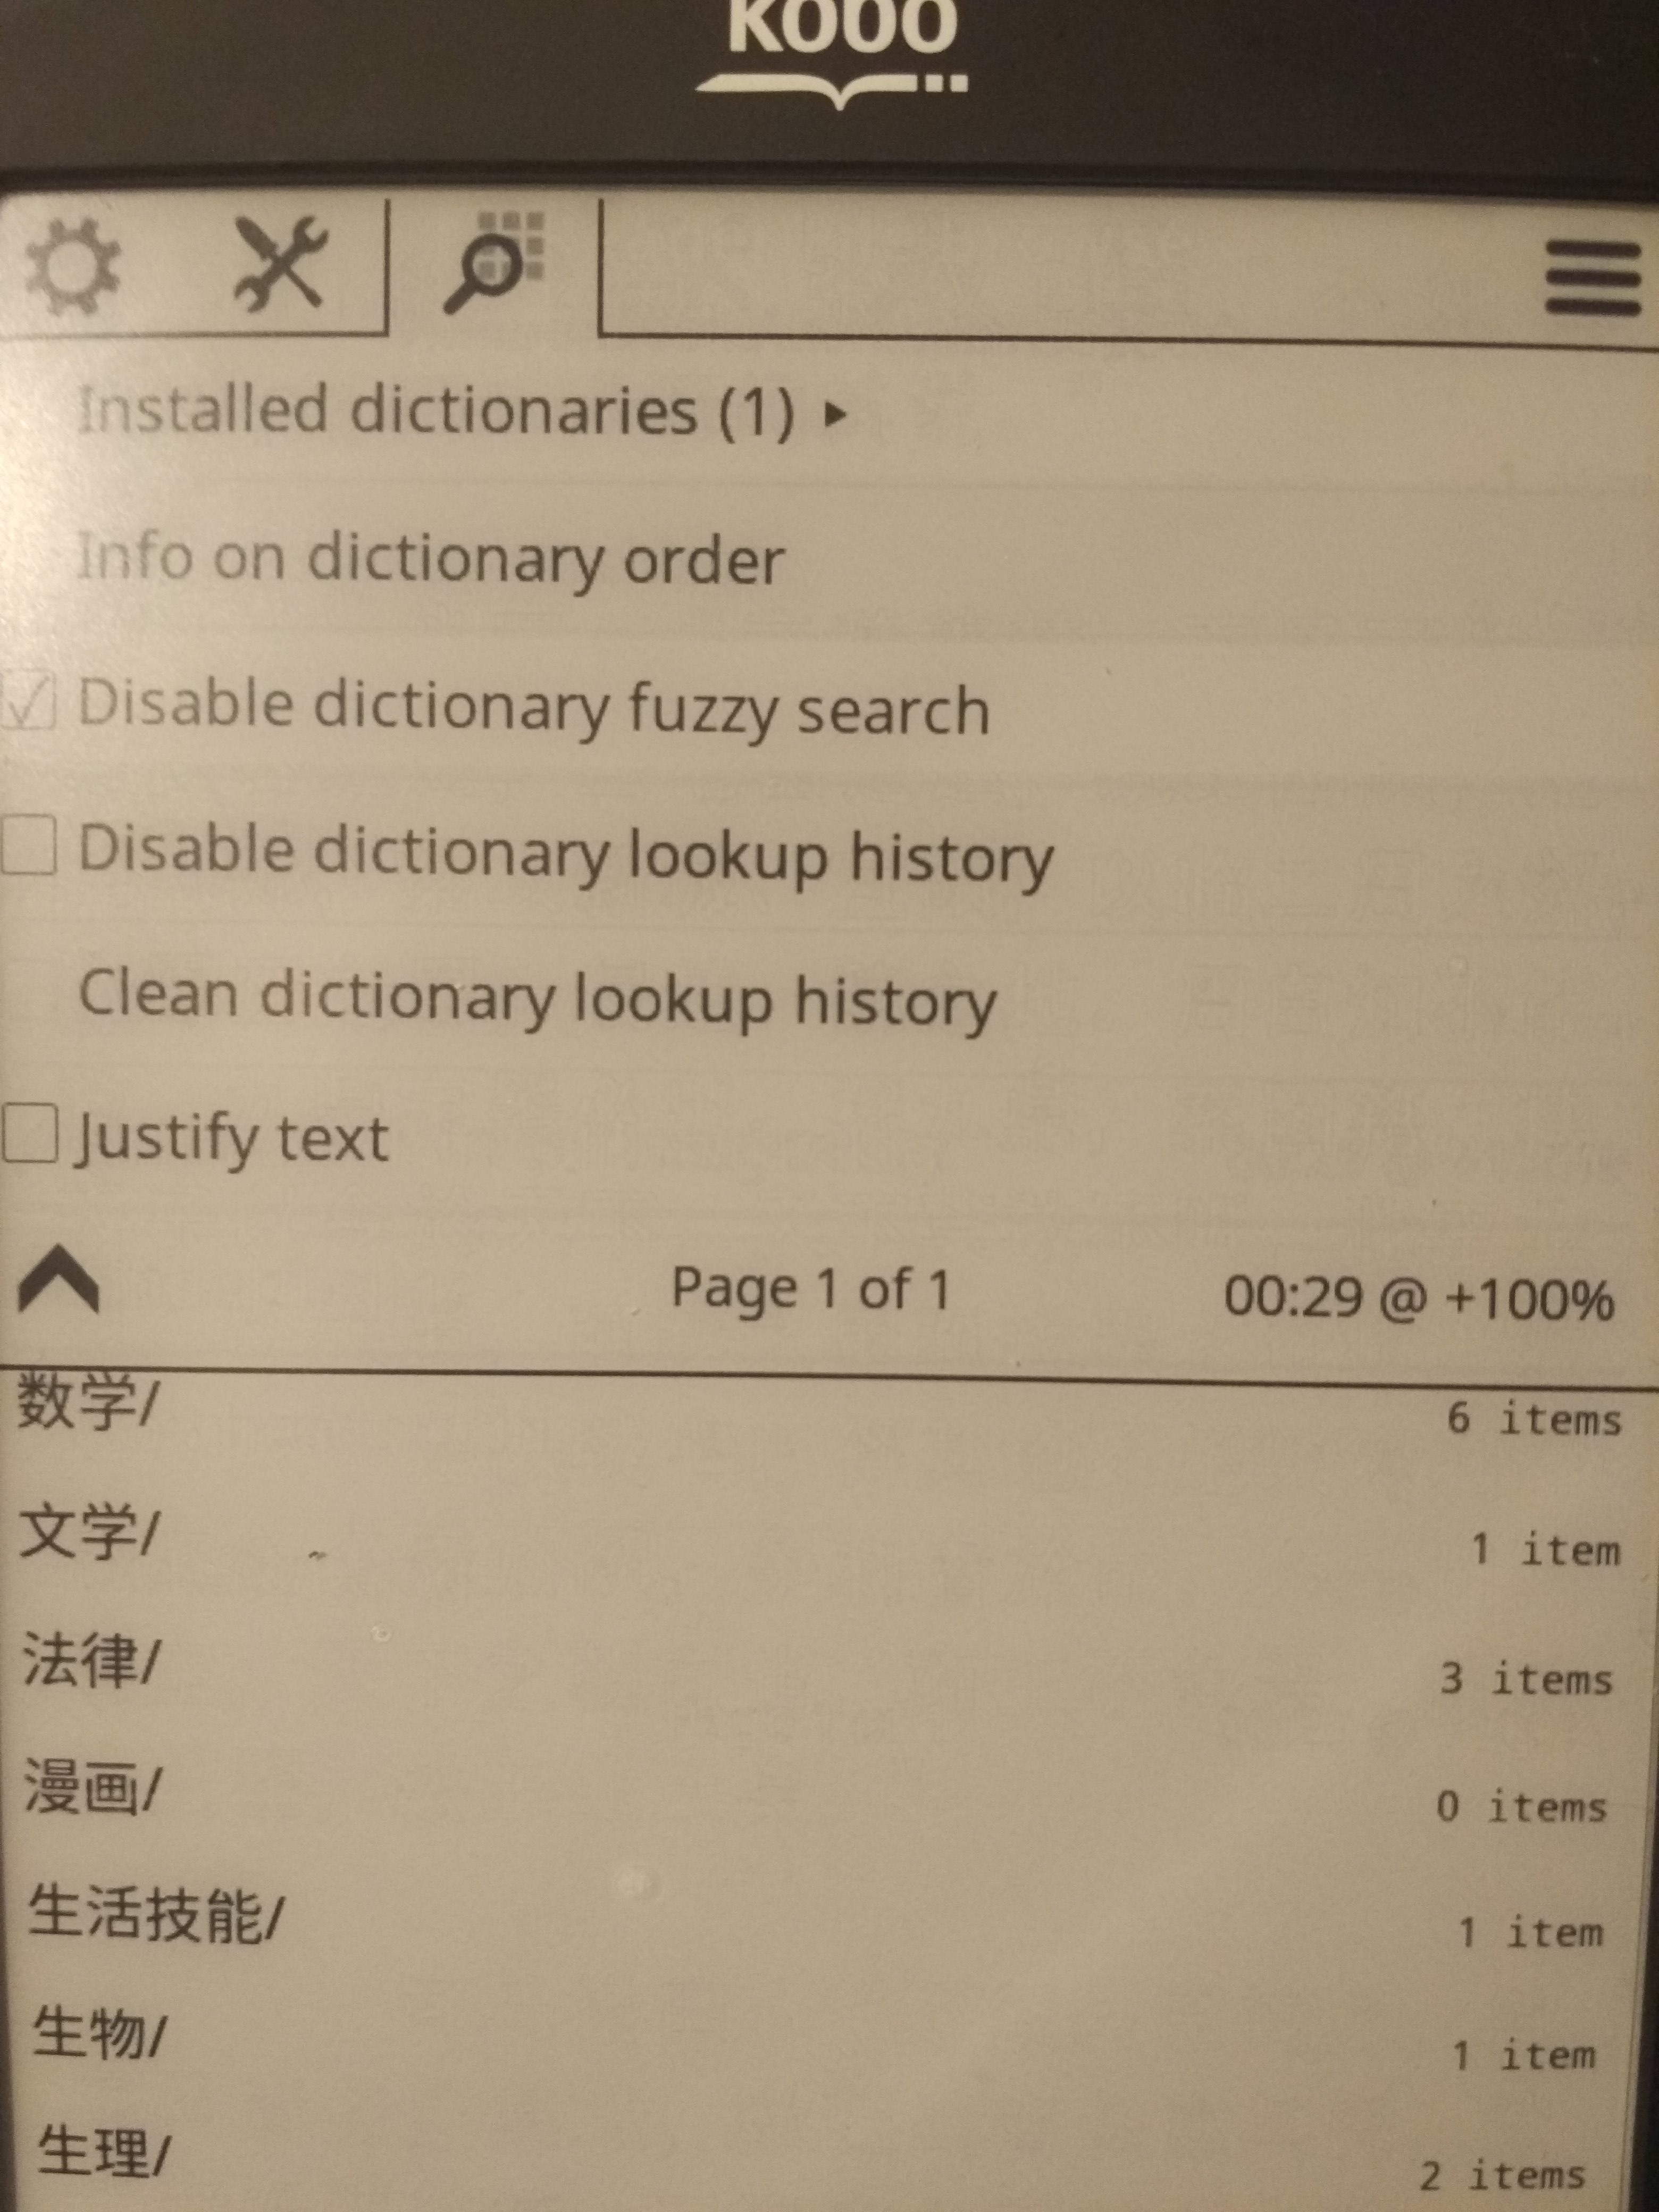 kobo
Installed dictionaries (1) ▸
Info on dictionary order
Disable dictionary fuzzy search
Disable dictionary lookup history
Clean dictionary lookup history
Justify text
Page 1 of 1 00:29 @ +100%
数学/ 6 items
文学/ 1 item
法律/ 3 items
漫画/ 0 items
生活技能/ 1 item
生物/ 1 item
生理/ 2 items